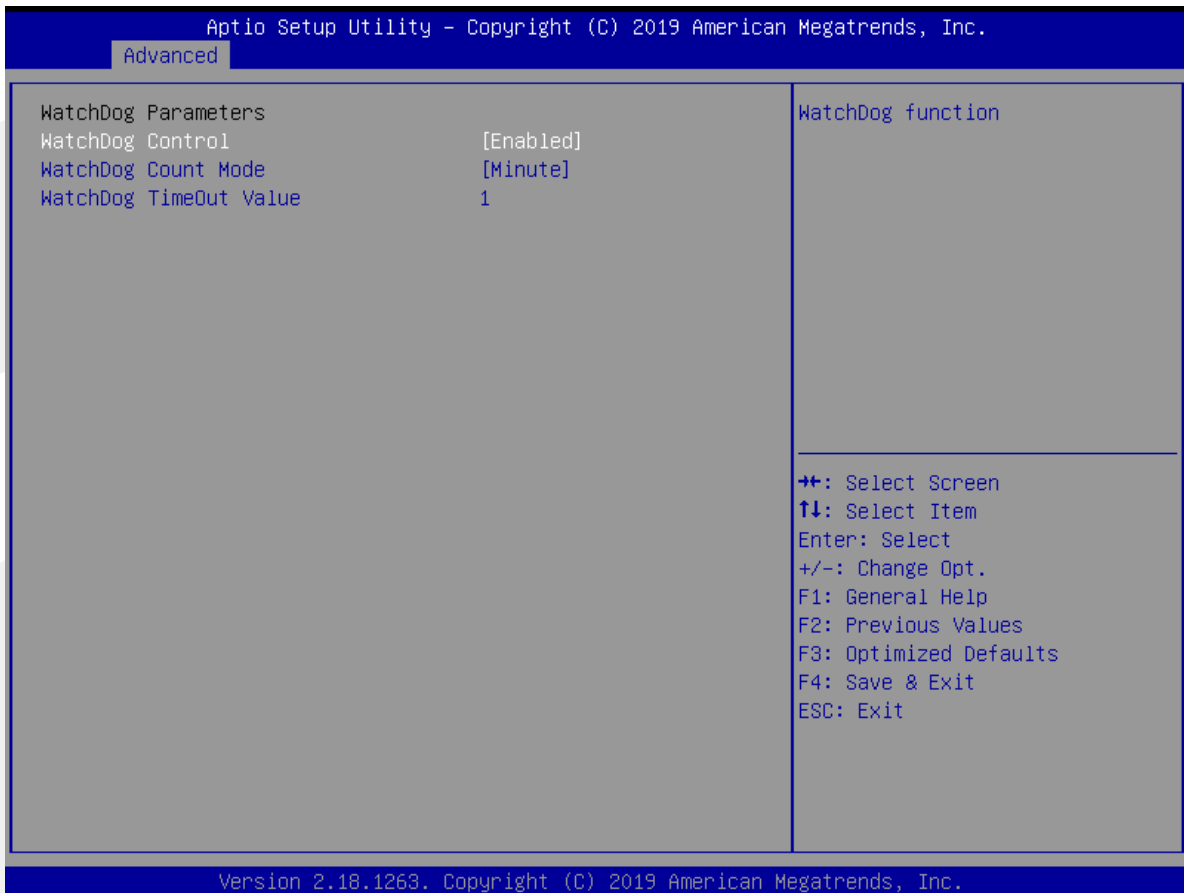 Aptio Setup Utility – Copyright (C) 2019 American Megatrends, Inc.
Advanced
WatchDog Parameters
WatchDog Control [Enabled]
WatchDog Count Mode [Minute]
WatchDog TimeOut Value 1
WatchDog function
→←: Select Screen
↑↓: Select Item
Enter: Select
+/-: Change Opt.
F1: General Help
F2: Previous Values
F3: Optimized Defaults
F4: Save & Exit
ESC: Exit
Version 2.18.1263. Copyright (C) 2019 American Megatrends, Inc.